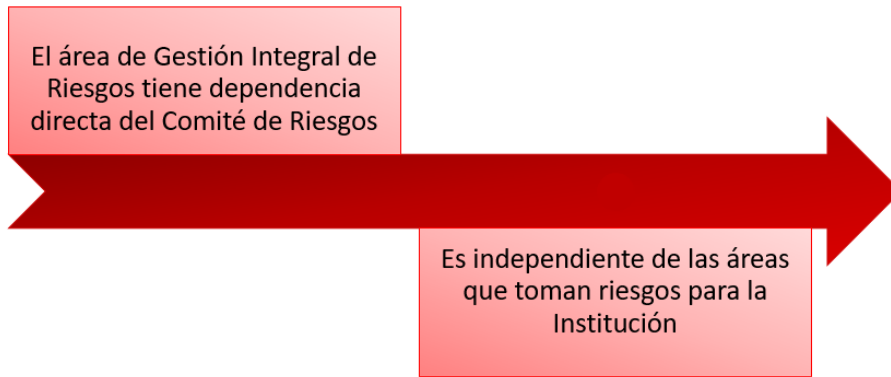 El área de Gestión Integral de
Riesgos tiene dependencia
directa del Comité de Riesgos
Es independiente de las áreas
que toman riesgos para la
Institución